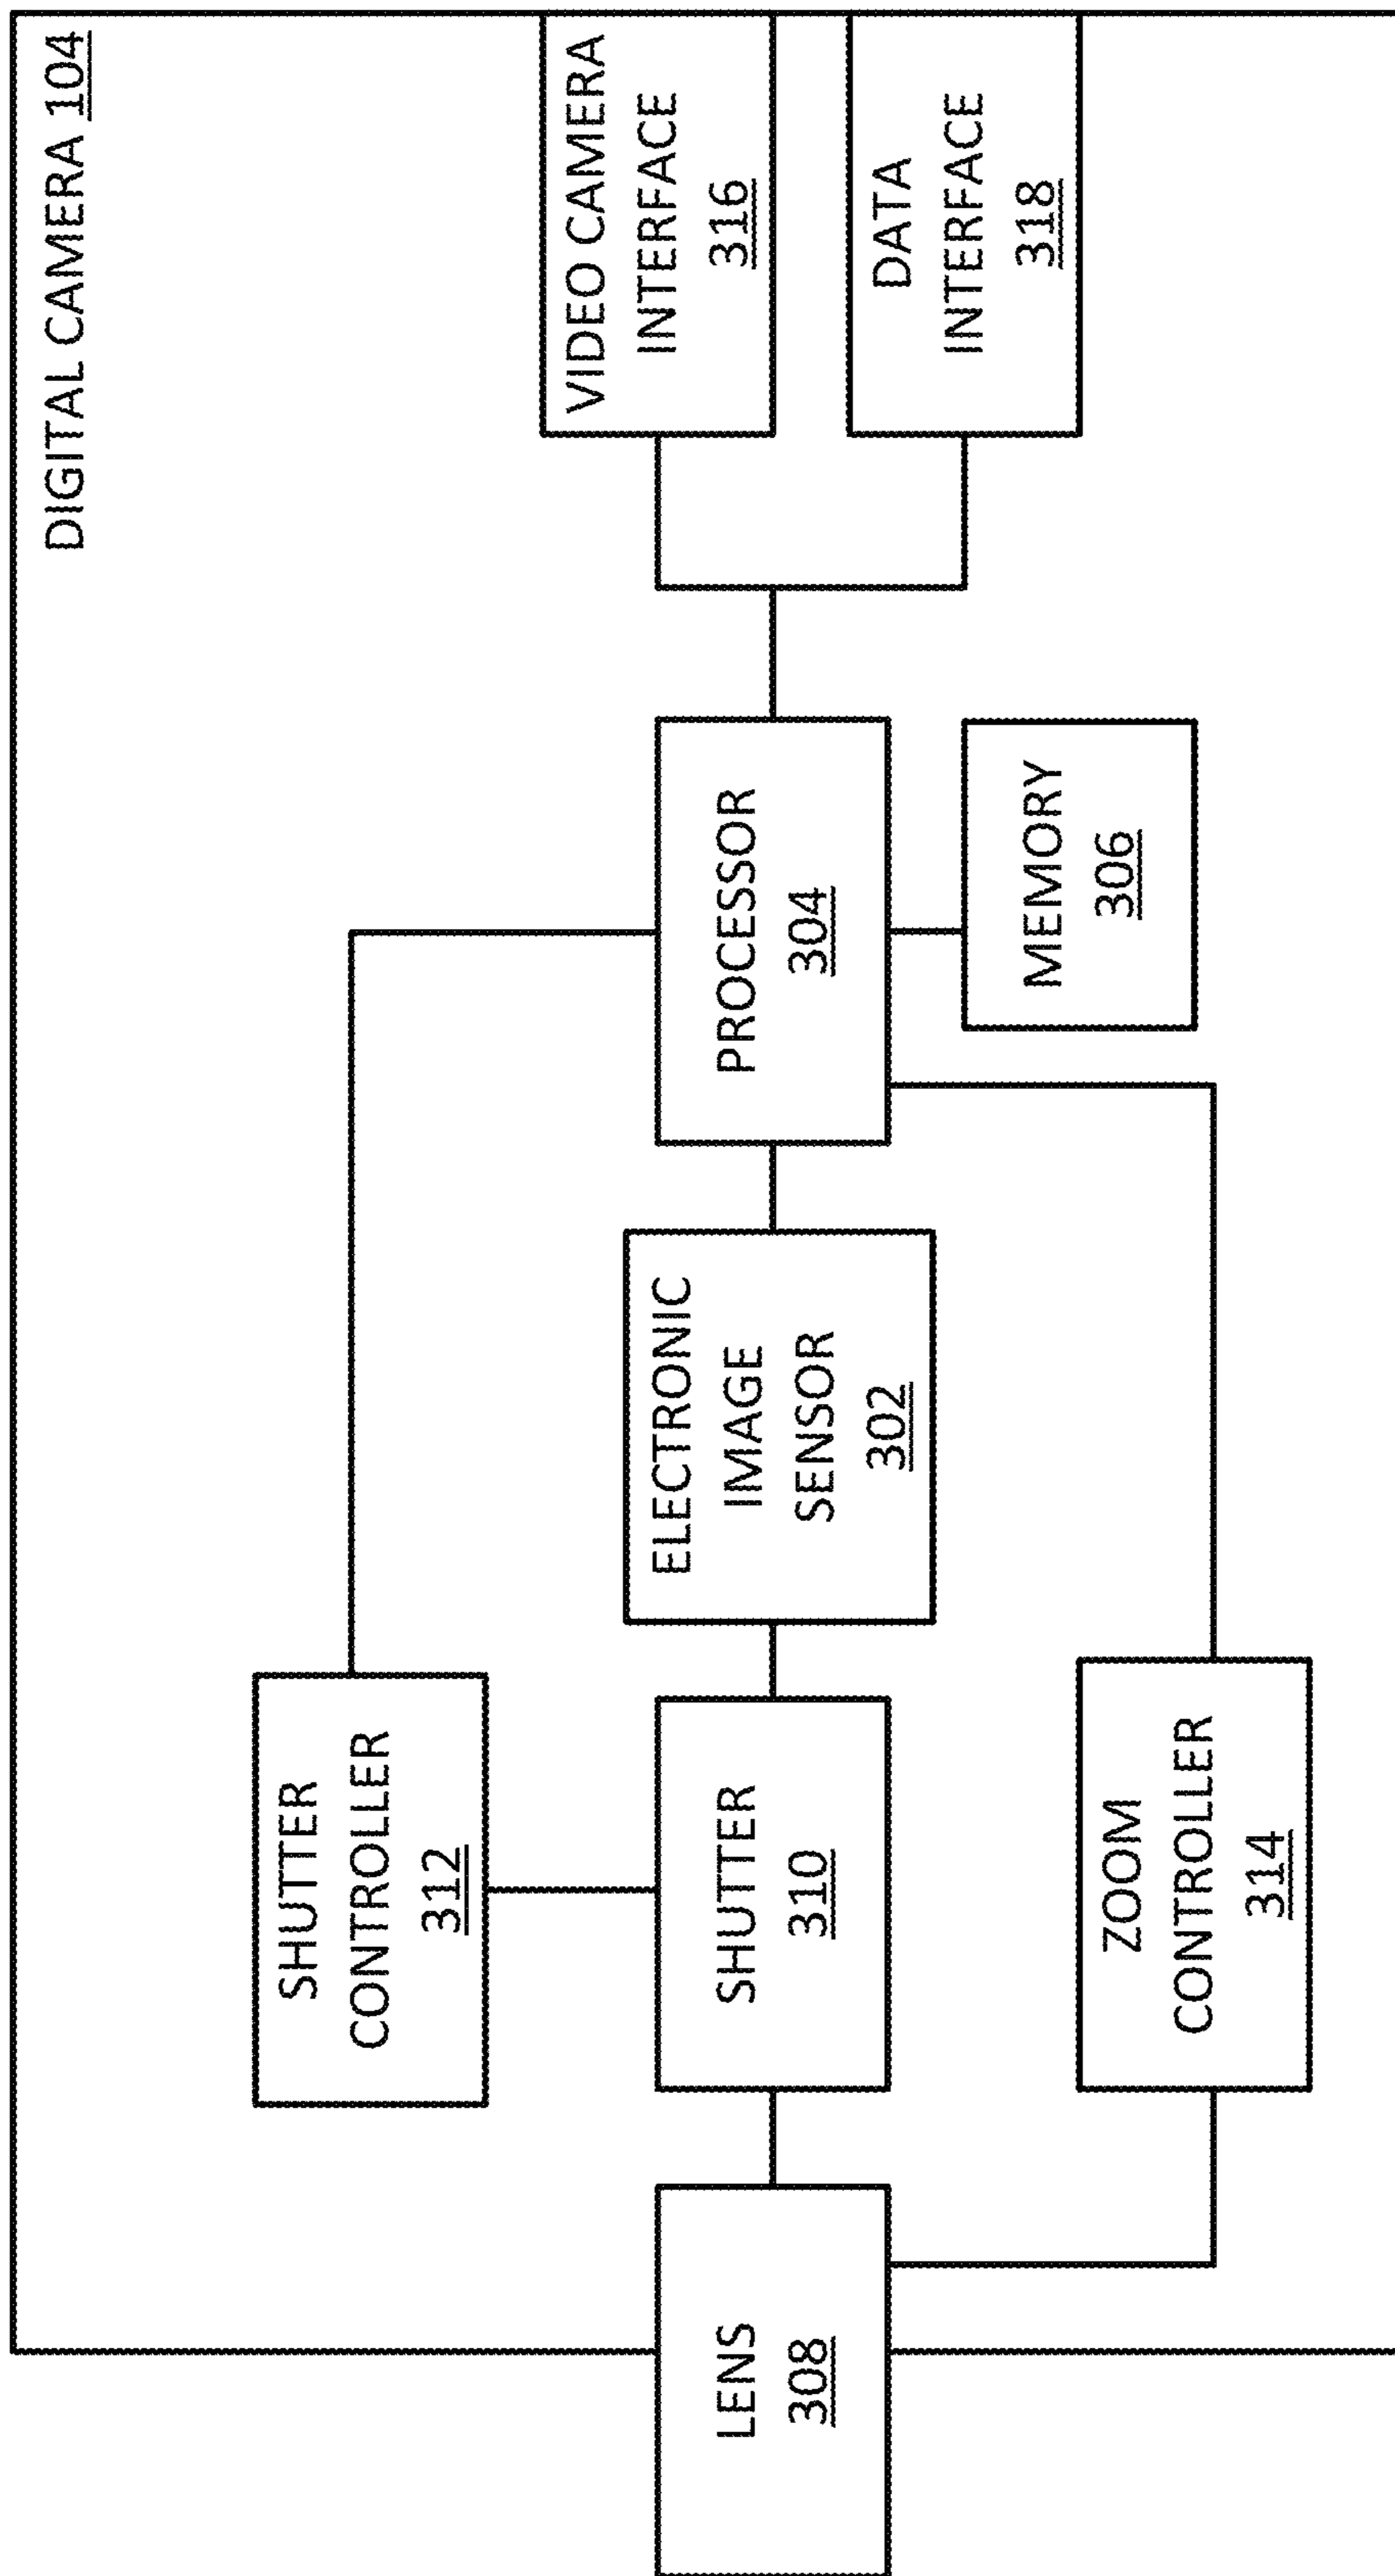 DIGITAL CAMERA 104
SHUTTER
CONTROLLER
312
LENS
308
SHUTTER
310
ELECTRONIC
IMAGE
SENSOR
302
PROCESSOR
304
VIDEO CAMERA
INTERFACE
316
DATA
INTERFACE
318
MEMORY
306
ZOOM
CONTROLLER
314